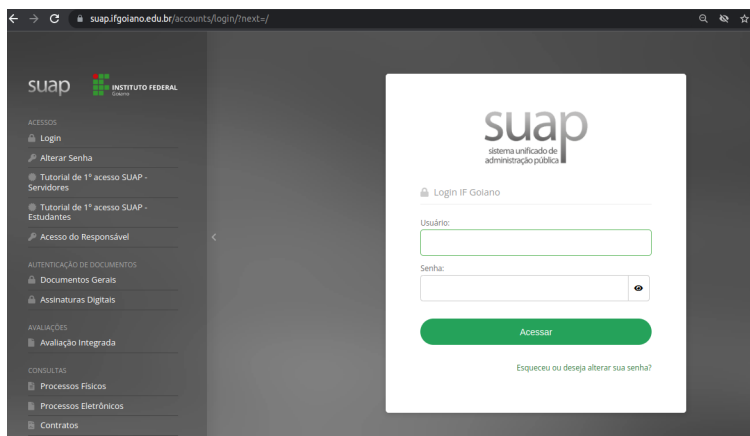 suap.ifgoiano.edu.br/accounts/login/?next=/
suap
INSTITUTO FEDERAL
Goiano
ACESSOS
Login
Alterar Senha
Tutorial de 1º acesso SUAP -
Servidores
Tutorial de 1º acesso SUAP -
Estudantes
Acesso do Responsável
AUTENTICAÇÃO DE DOCUMENTOS
Documentos Gerais
Assinaturas Digitais
AVALIAÇÕES
Avaliação Integrada
CONSULTAS
Processos Físicos
Processos Eletrônicos
Contratos
suap
sistema unificado de
administração pública
Login IF Goiano
Usuário:
Senha:
Acessar
Esqueceu ou deseja alterar sua senha?